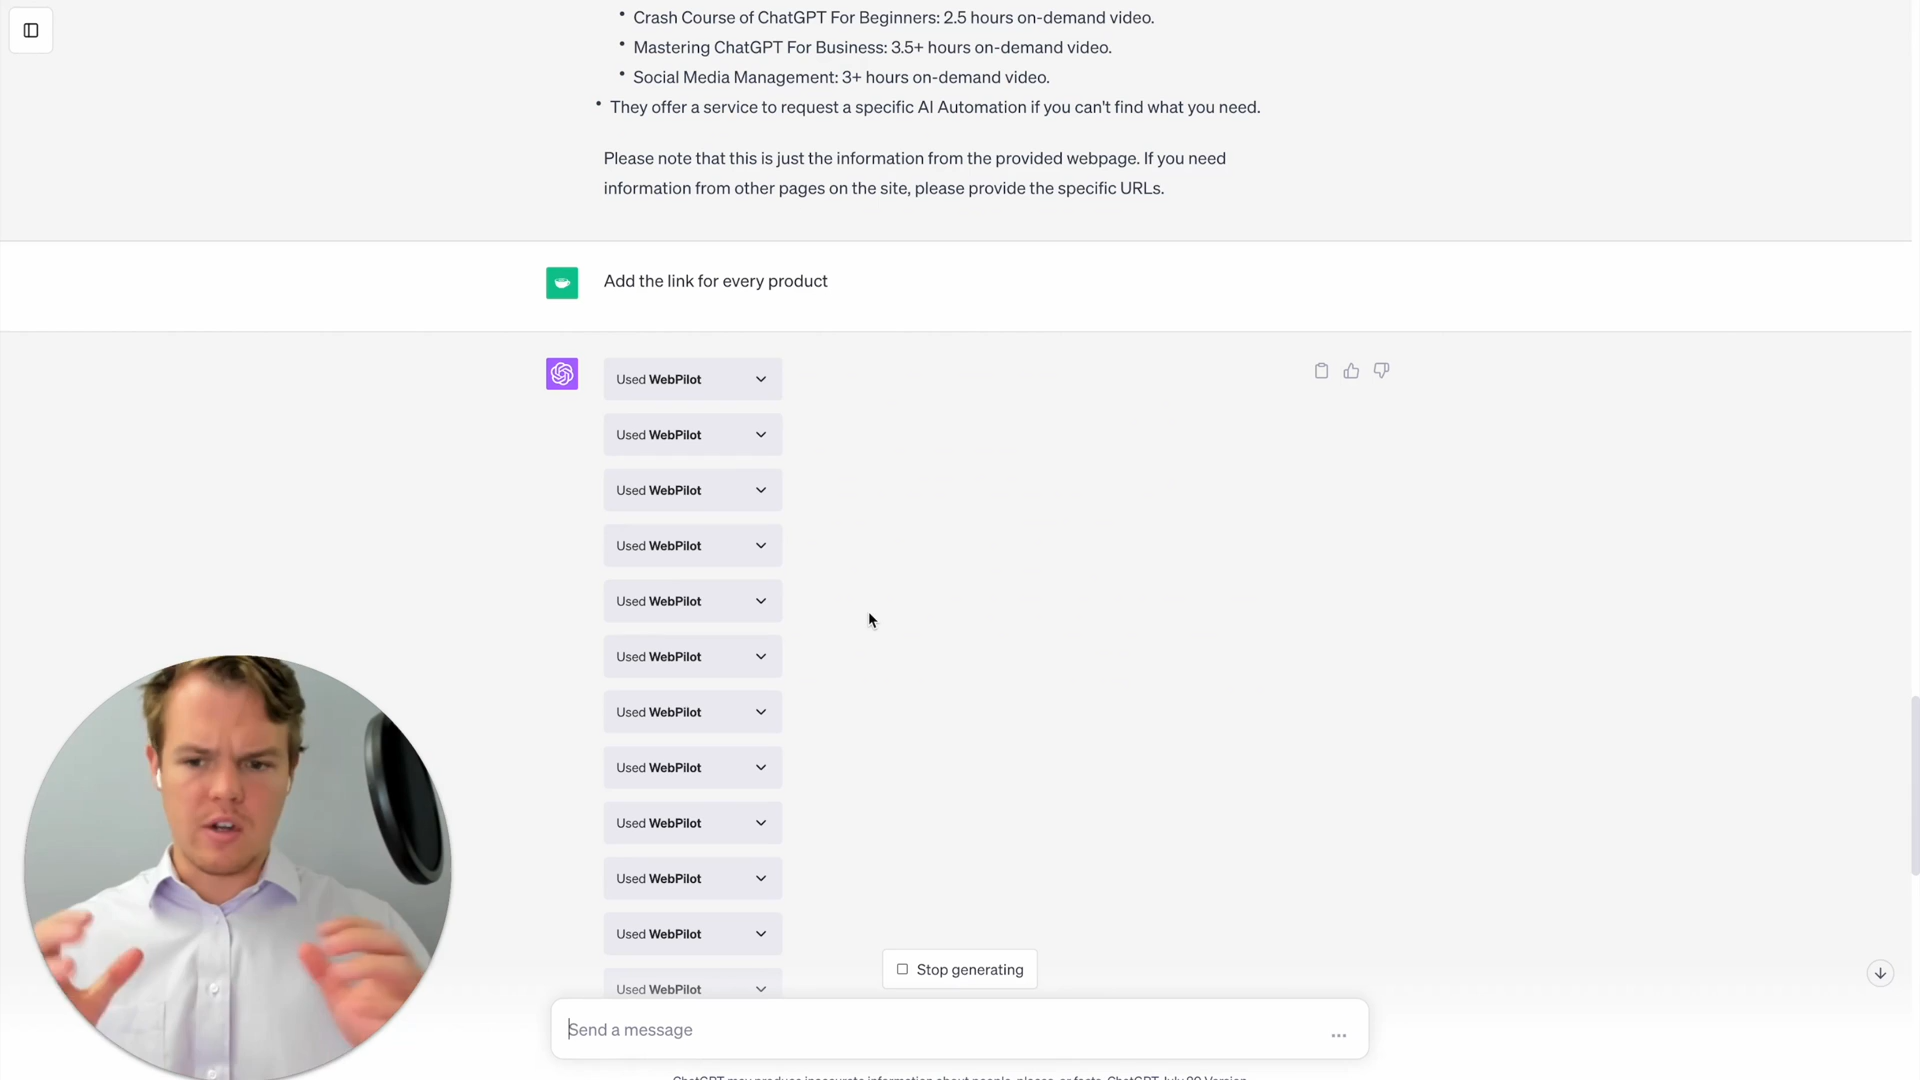 Crash Course of ChatGPT For Beginners: 2.5 hours on-demand video.
Mastering ChatGPT For Business: 3.5+ hours on-demand video.
Social Media Management: 3+ hours on-demand video.
They offer a service to request a specific AI Automation if you can't find what you need.
Please note that this is just the information from the provided webpage. If you need
information from other pages on the site, please provide the specific URLs.
Add the link for every product
Used WebPilot
Used WebPilot
Used WebPilot
Used WebPilot
Used WebPilot
Used WebPilot
Used WebPilot
Used WebPilot
Used WebPilot
Used WebPilot
Used WebPilot
Stop generating
Used WebPilot
Send a message